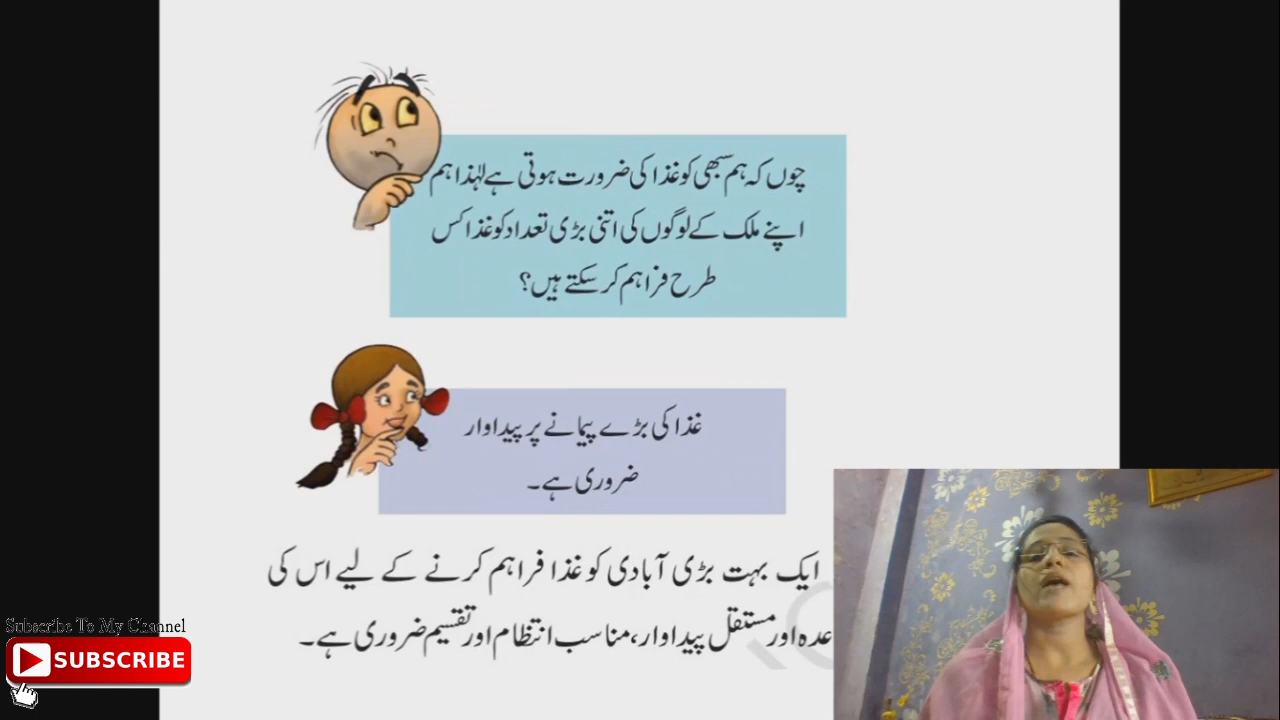 چوں کہ ہم سبھی کو غذا کی ضرورت ہوتی ہے لہٰذا ہم
اپنے ملک کے لوگوں کی اتنی بڑی تعداد کو غذا کس
طرح فراہم کر سکتے ہیں؟
غذا کی بڑے پیمانے پر پیداوار
ضروری ہے۔
ایک بہت بڑی آبادی کو غذا فراہم کرنے کے لیے اس کی
عدہ اور مستقل پیداوار، مناسب انتظام اور تقسیم ضروری ہے۔
Subscribe To My Channel
SUBSCRIBE